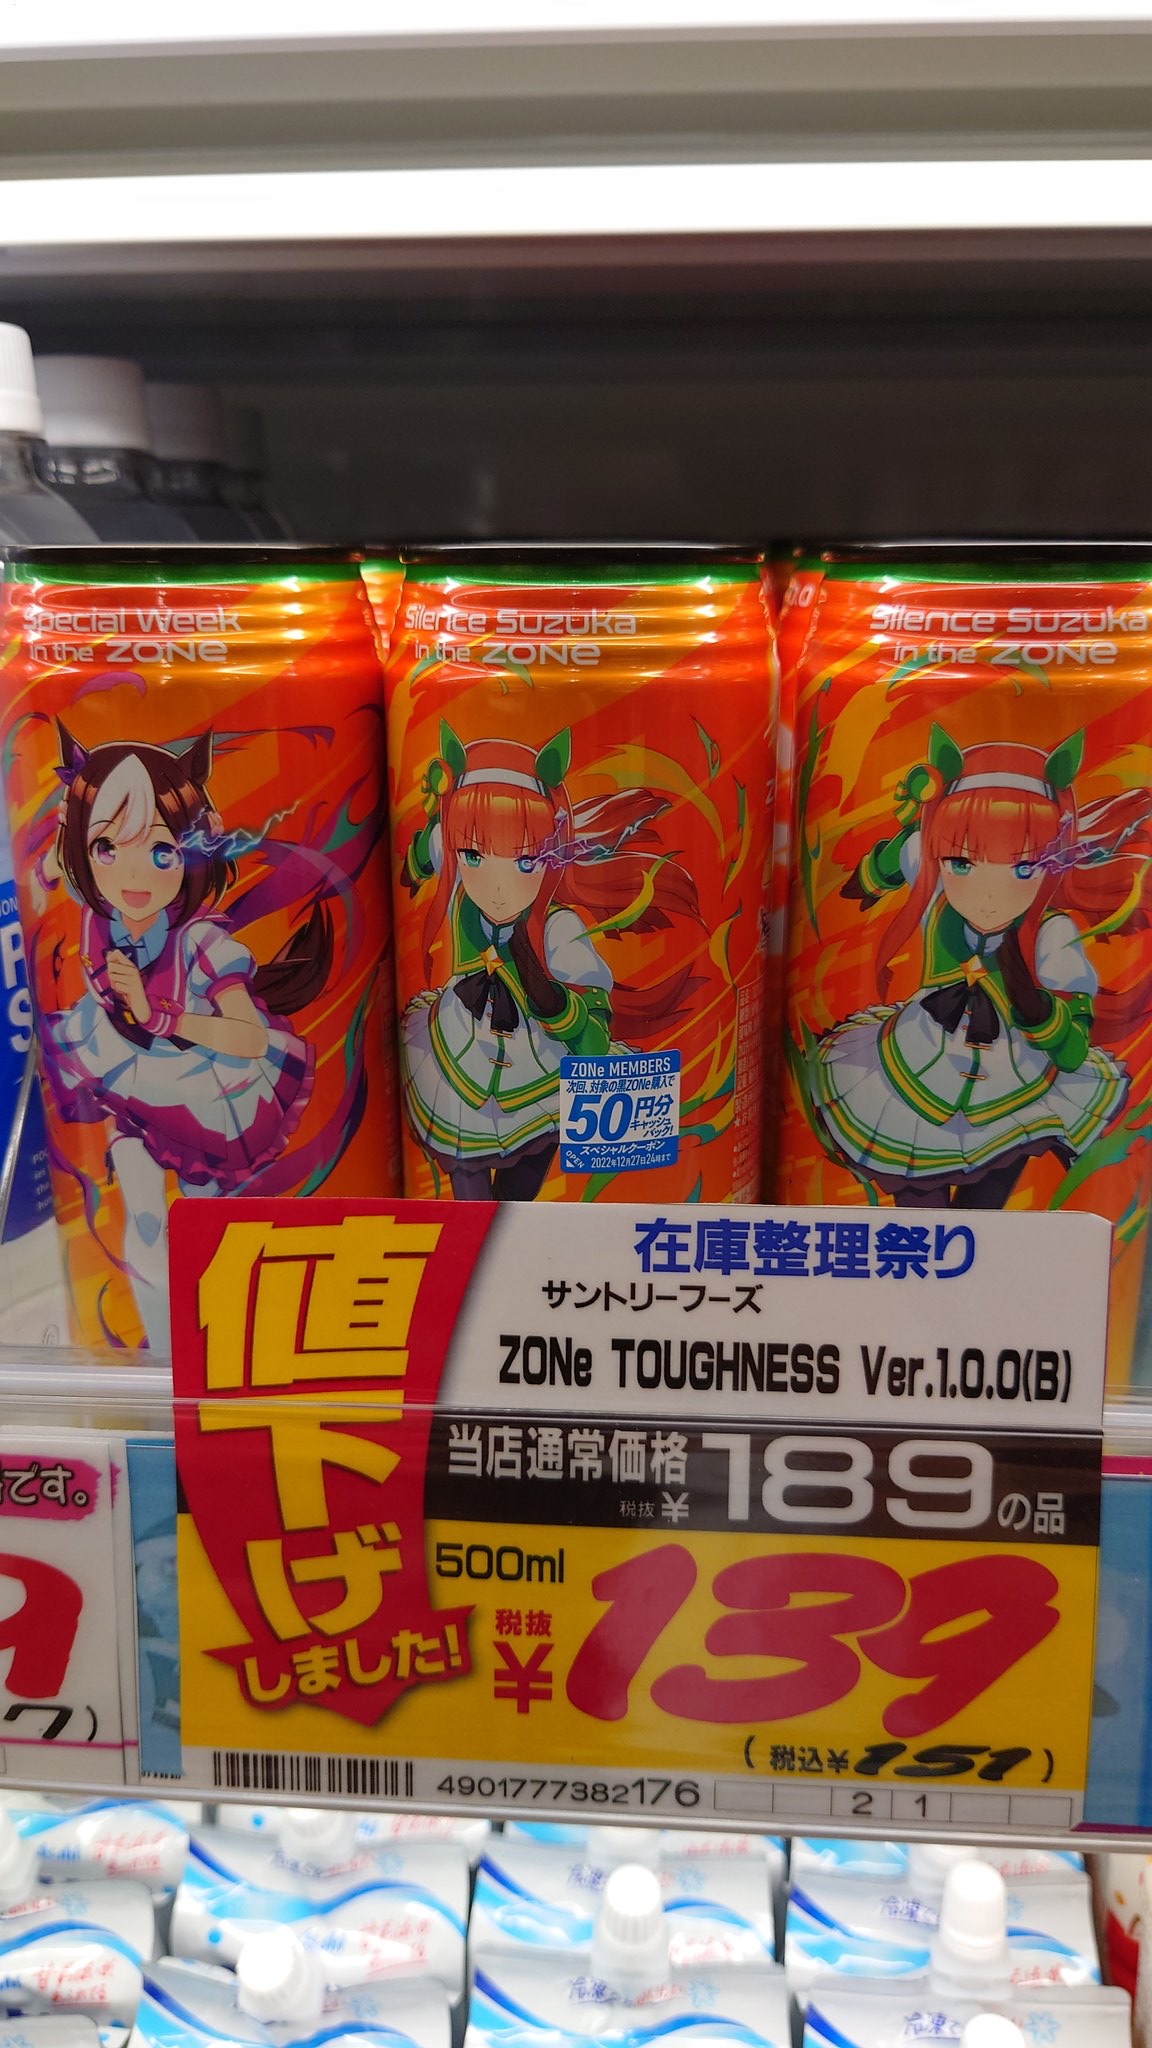 Special Week
in the ZONe
Silence Suzuka
in the ZONe
Silence Suzuka
in the ZONe
ZONe MEMBERS
次回、対象の黒ZONe購入で
50円分
キャッシュ
バック!
スペシャルクーポン
OPEN
2022年12月27日24時まで
値下げ
しました!
在庫整理祭り
サントリーフーズ
ZONe TOUGHNESS Ver.1.0.0(B)
当店通常価格
税抜¥189の品
500ml
税抜
¥139
(税込¥151)
4901777382176
2 1
です。
9